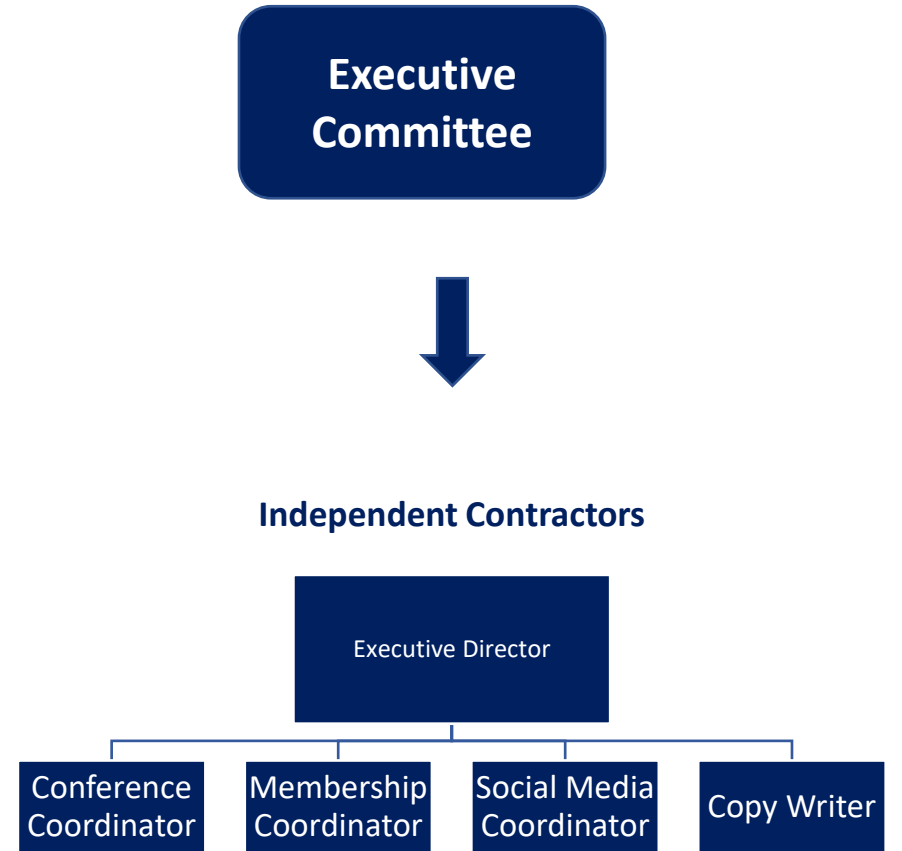 Executive
Committee
Independent Contractors
Executive Director
Conference
Coordinator
Membership
Coordinator
Social Media
Coordinator
Copy Writer